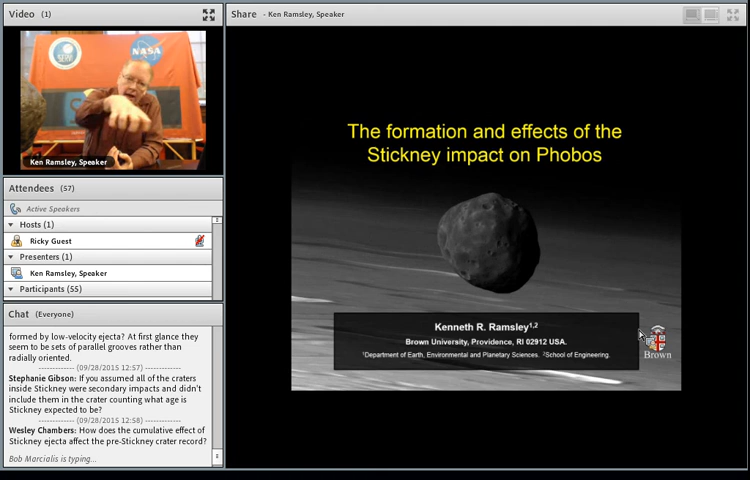 Video (1)
SERVI
NASA
Ken Ramsley, Speaker
Attendees (57)
Active Speakers
Hosts (1)
Ricky Guest
Presenters (1)
Ken Ramsley, Speaker
Participants (55)
Chat (Everyone)
formed by low-velocity ejecta? At first glance they
seem to be sets of parallel grooves rather than
radially oriented.
------------- (09/28/2015 12:57) -------------
Stephanie Gibson: If you assumed all of the craters
inside Stickney were secondary impacts and didn't
include them in the crater counting what age is
Stickney expected to be?
------------- (09/28/2015 12:58) -------------
Wesley Chambers: How does the cumulative effect of
Stickney ejecta affect the pre-Stickney crater record?
Bob Marcialis is typing...
Share - Ken Ramsley, Speaker
The formation and effects of the
Stickney impact on Phobos
Kenneth R. Ramsley1,2
Brown University, Providence, RI 02912 USA.
1Department of Earth, Environmental and Planetary Sciences. 2School of Engineering.
Brown